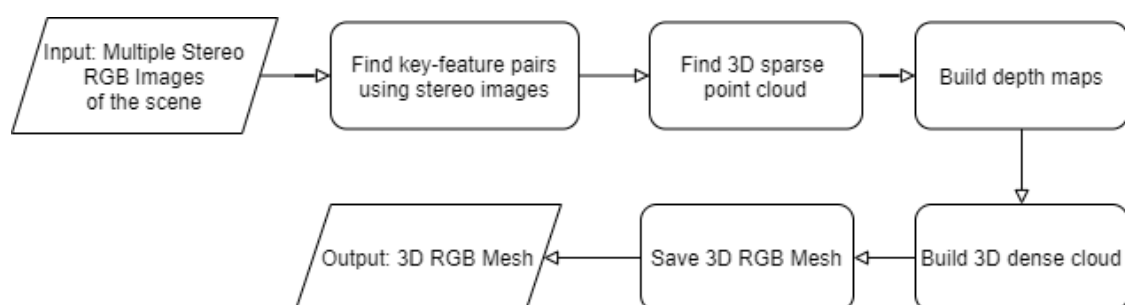 Input: Multiple Stereo
RGB Images
of the scene
Find key-feature pairs
using stereo images
Find 3D sparse
point cloud
Build depth maps
Build 3D dense cloud
Save 3D RGB Mesh
Output: 3D RGB Mesh